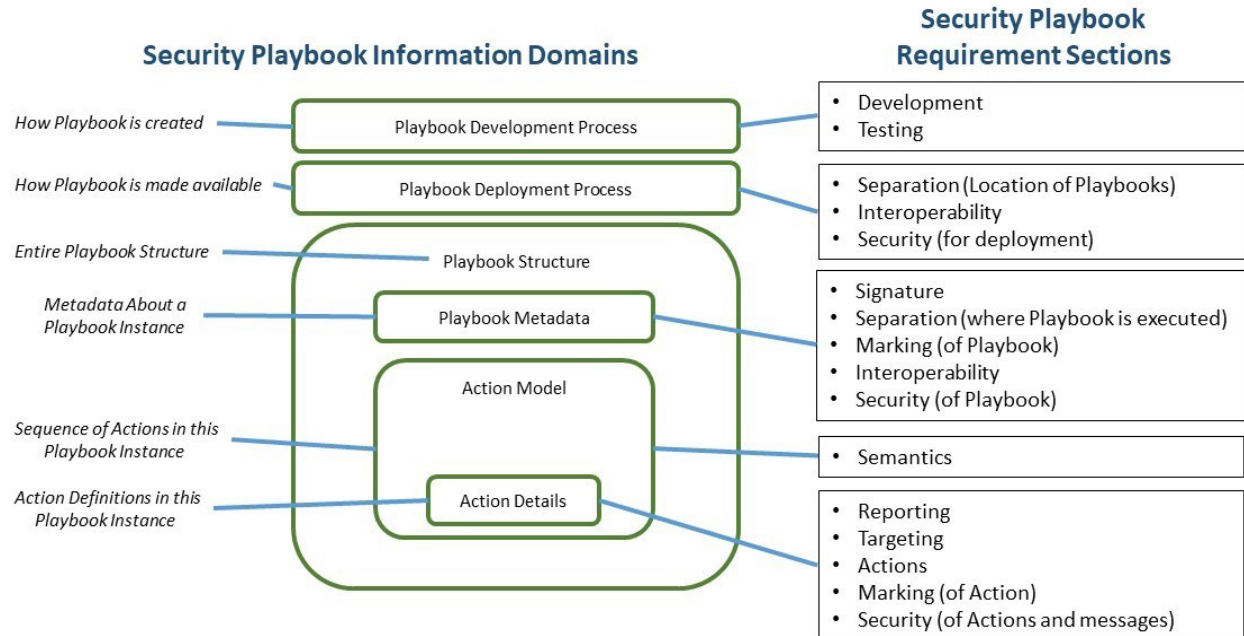 Security Playbook Information Domains
Security Playbook
Requirement Sections
How Playbook is created
Playbook Development Process
• Development
• Testing
How Playbook is made available
Playbook Deployment Process
• Separation (Location of Playbooks)
• Interoperability
• Security (for deployment)
Entire Playbook Structure
Playbook Structure
Metadata About a
Playbook Instance
Playbook Metadata
• Signature
• Separation (where Playbook is executed)
• Marking (of Playbook)
• Interoperability
• Security (of Playbook)
Sequence of Actions in this
Playbook Instance
Action Model
• Semantics
Action Definitions in this
Playbook Instance
Action Details
• Reporting
• Targeting
• Actions
• Marking (of Action)
• Security (of Actions and messages)